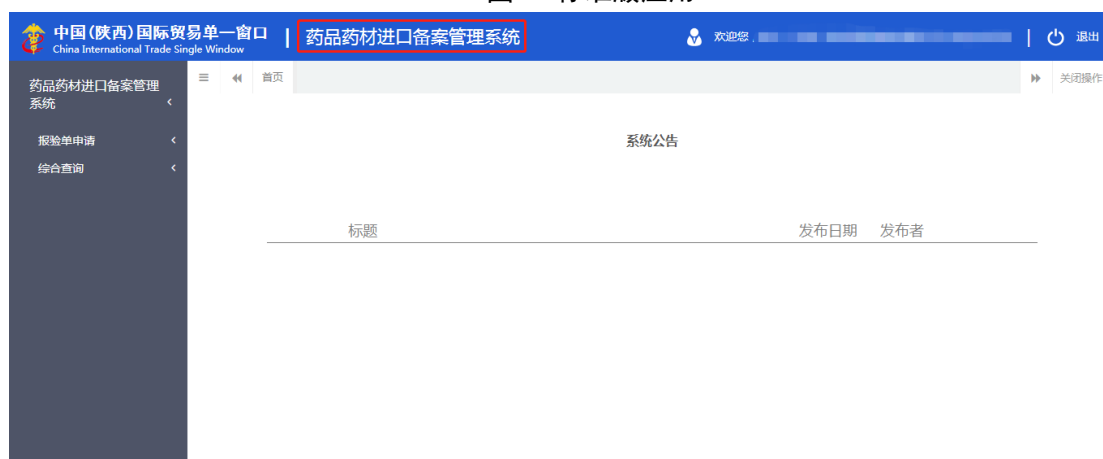 中国(陕西)国际贸易单一窗口
China International Trade Single Window
药品药材进口备案管理系统
欢迎您,
退出
药品药材进口备案管理
系统
首页
关闭操作
报验单申请
综合查询
系统公告
标题 发布日期 发布者